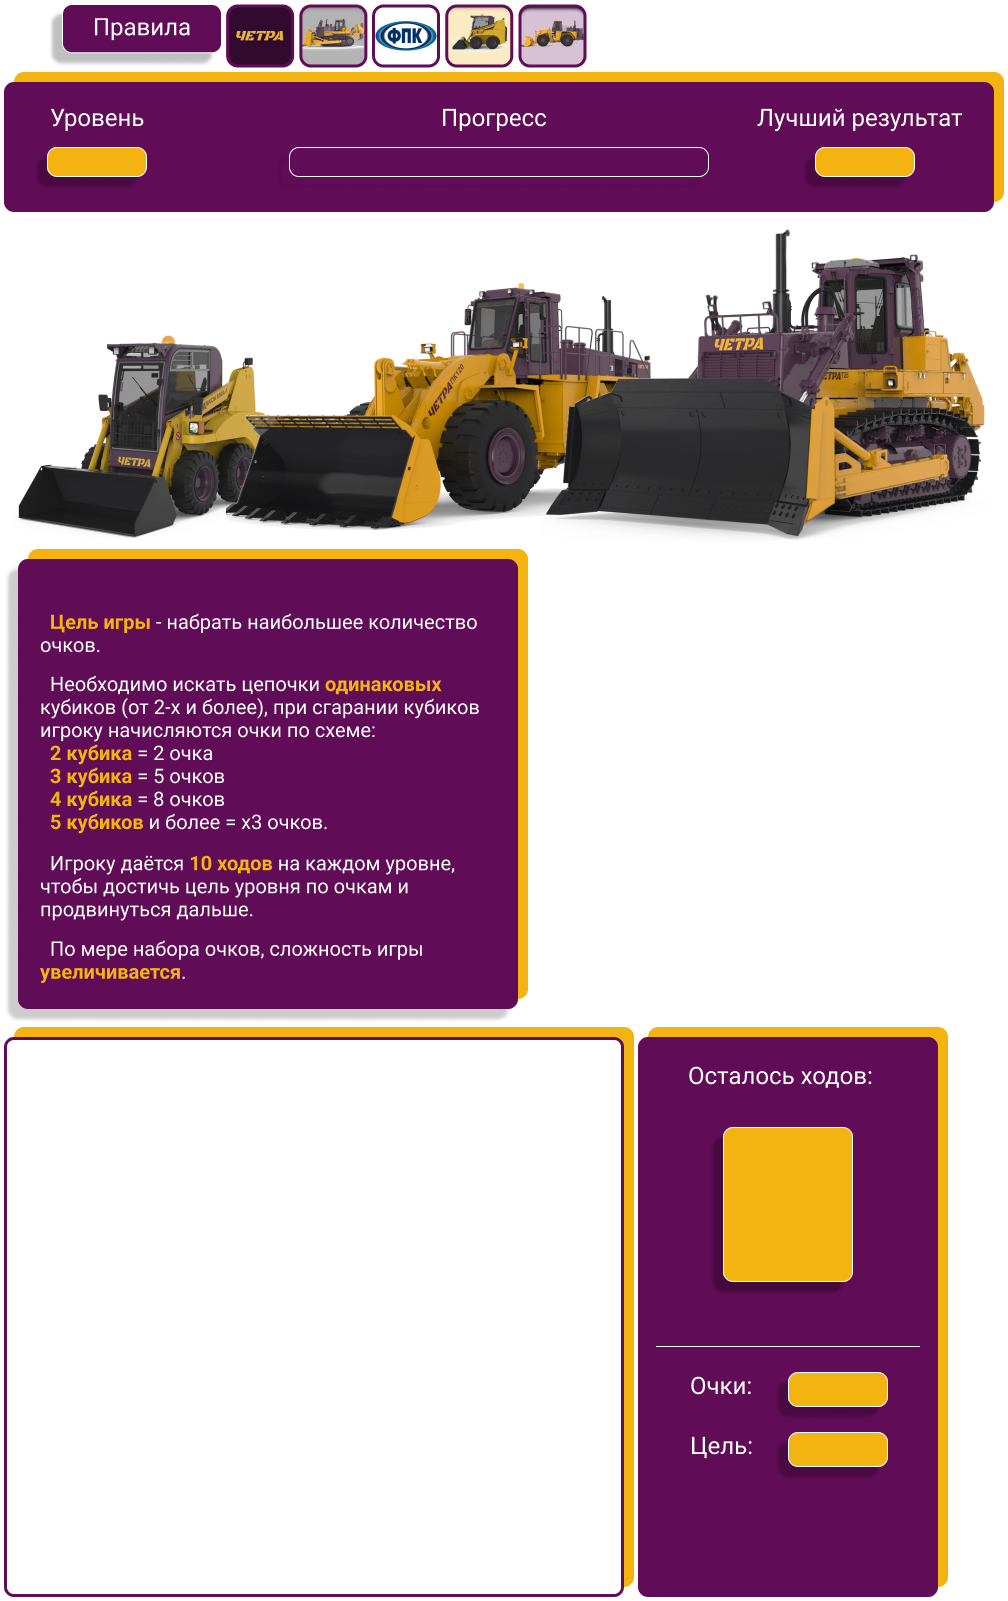 Правила
ЧЕТРА
ФПК
Уровень
Прогресс
Лучший результат
ЧЕТРА
ЧЕТРА ПК120
ЧЕТРА
Цель игры - набрать наибольшее количество
очков.
Необходимо искать цепочки одинаковых
кубиков (от 2-х и более), при сгарании кубиков
игроку начисляются очки по схеме:
2 кубика = 2 очка
3 кубика = 5 очков
4 кубика = 8 очков
5 кубиков и более = х3 очков.
Игроку даётся 10 ходов на каждом уровне,
чтобы достичь цель уровня по очкам и
продвинуться дальше.
По мере набора очков, сложность игры
увеличивается.
Осталось ходов:
Очки:
Цель: